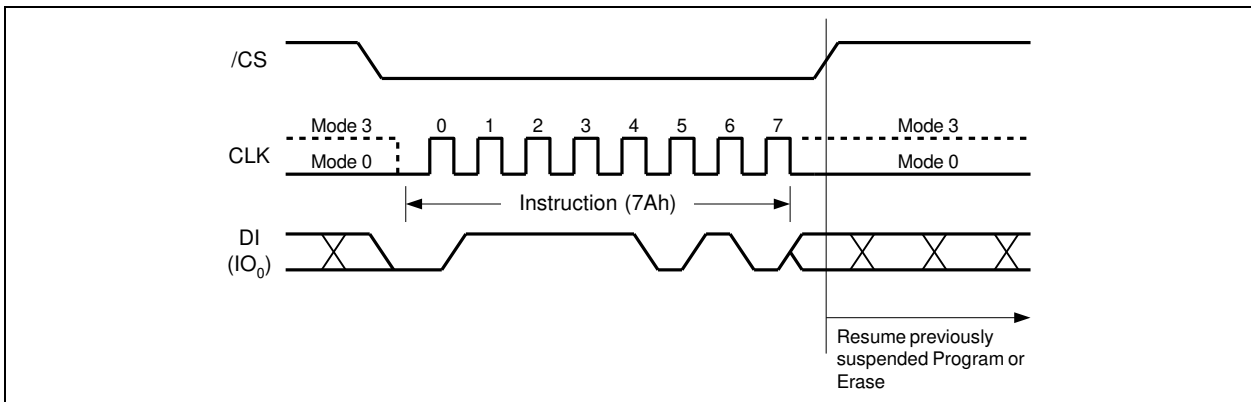 /CS
Mode 3
0 1 2 3 4 5 6 7
Mode 3
CLK
Mode 0
Mode 0
Instruction (7Ah)
DI
(IO0)
Resume previously
suspended Program or
Erase